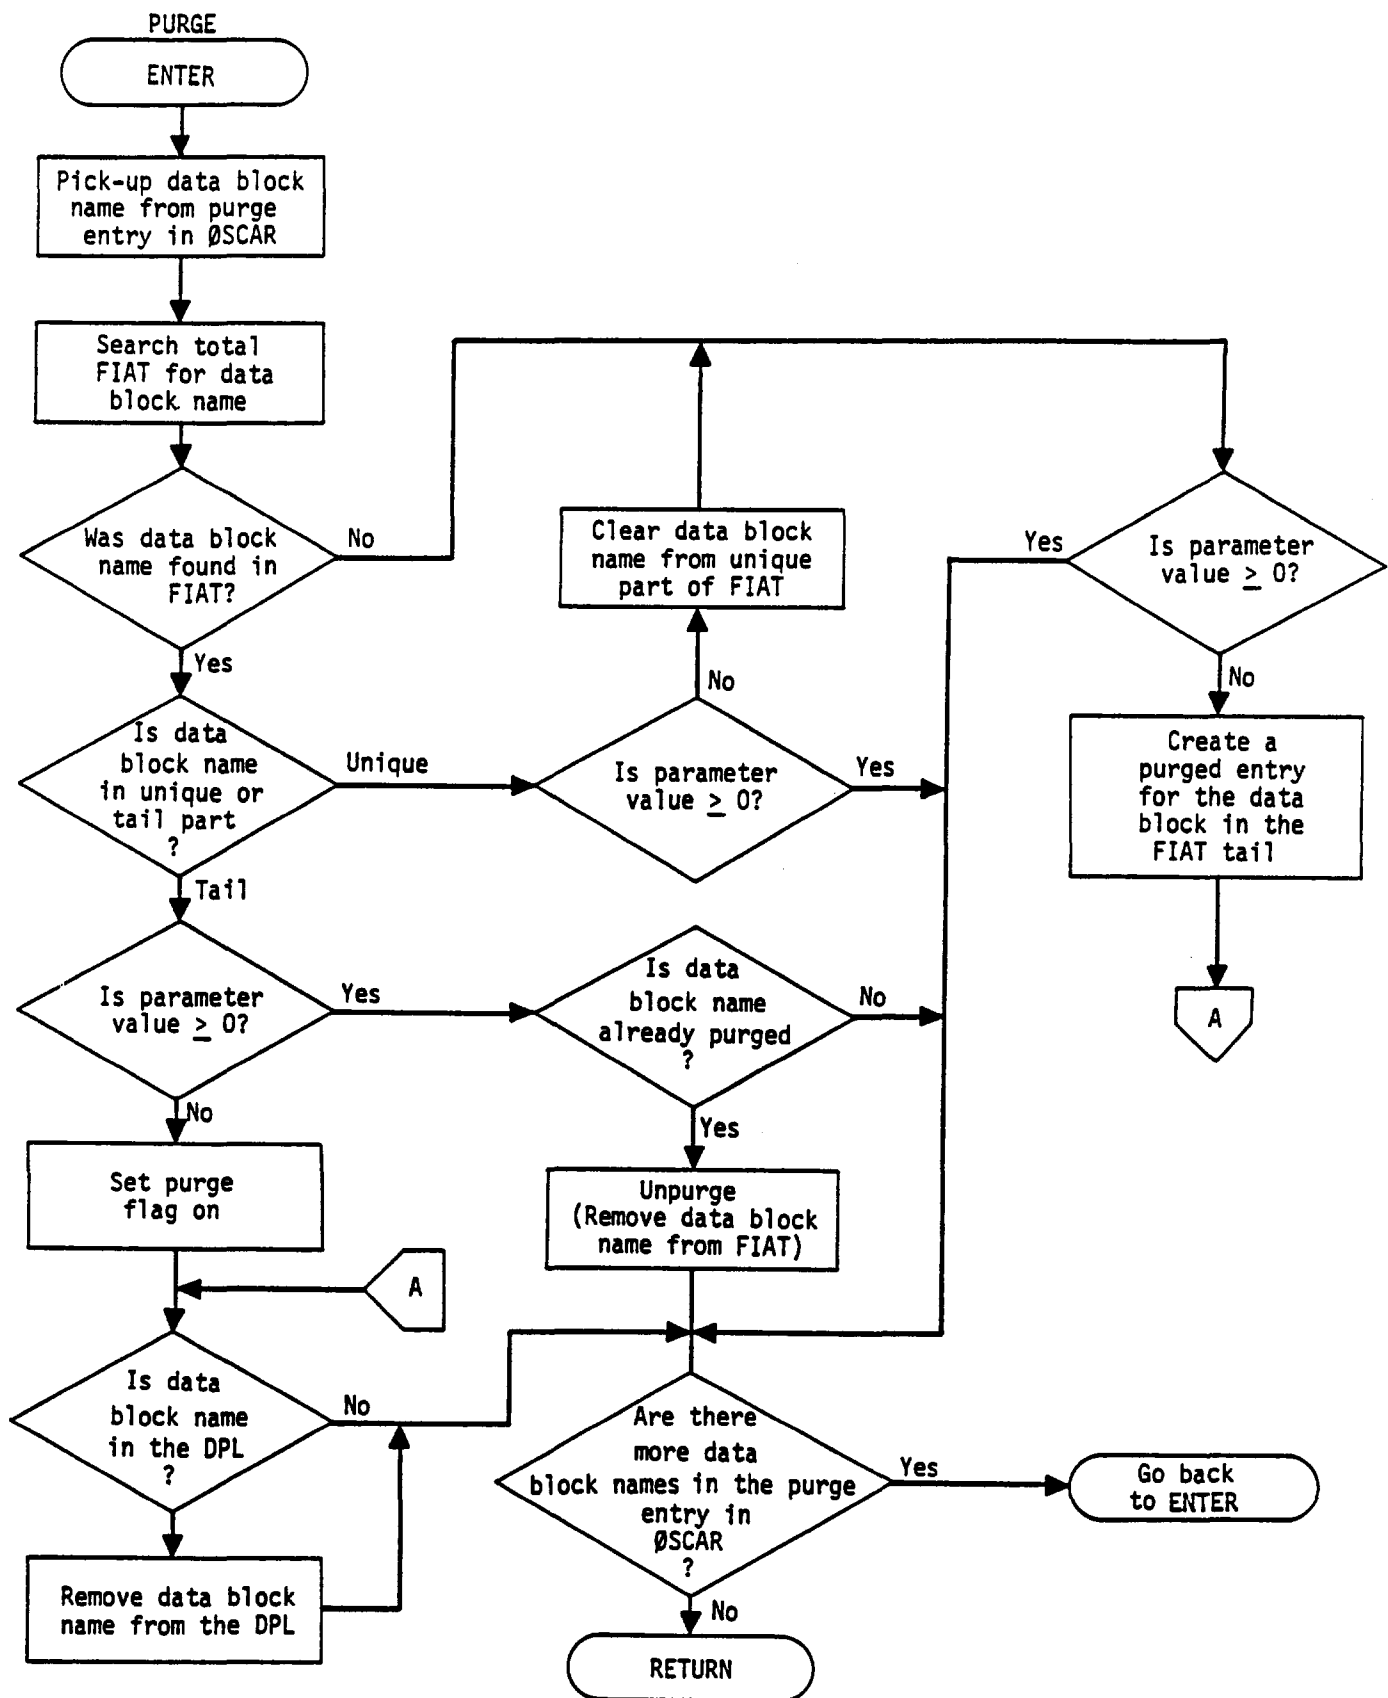 PURGE
ENTER
Pick-up data block
name from purge
entry in ØSCAR
Search total
FIAT for data
block name
Was data block
name found in
FIAT?
No
Yes
Clear data block
name from unique
part of FIAT
No
Is parameter
value ≥ 0?
Yes
No
Create a
purged entry
for the data
block in the
FIAT tail
A
Is data
block name
in unique or
tail part
?
Unique
Tail
Is parameter
value ≥ 0?
Yes
Is parameter
value ≥ 0?
Yes
No
Is data
block name
already purged
?
No
Yes
Set purge
flag on
Unpurge
(Remove data block
name from FIAT)
A
Is data
block name
in the DPL
?
No
Remove data block
name from the DPL
Are there
more data
block names in the purge
entry in
ØSCAR
?
Yes
Go back
to ENTER
No
RETURN